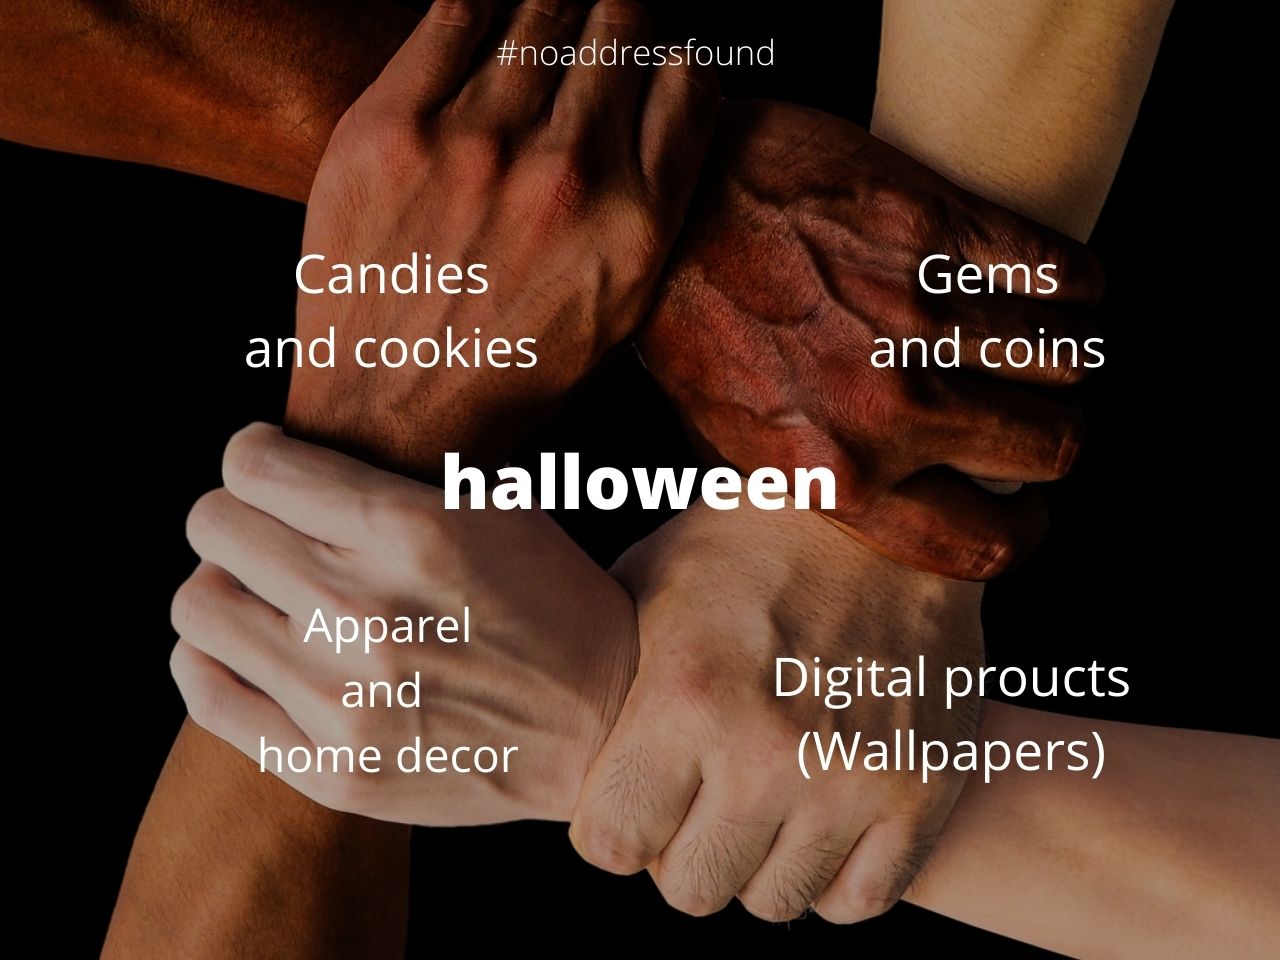 #noaddressfound
Candies
and cookies
Gems
and coins
halloween
Apparel
and
home decor
Digital proucts
(Wallpapers)